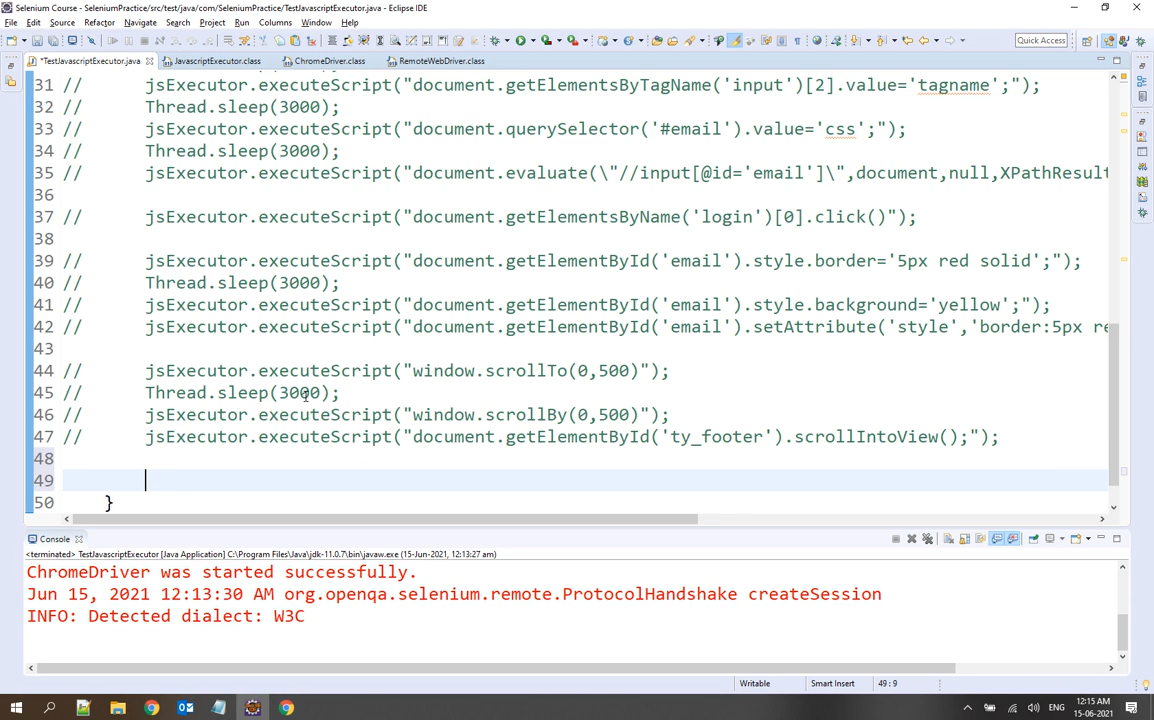 Selenium Course - SeleniumPractice/src/test/java/com/SeleniumPractice/TestJavascriptExecutor.java - Eclipse IDE
File Edit Source Refactor Navigate Search Project Run Columns Window Help
Quick Access
*TestJavascriptExecutor.java JavascriptExecutor.class ChromeDriver.class RemoteWebDriver.class
31 // jsExecutor.executeScript("document.getElementsByTagName('input')[2].value='tagname';");
32 // Thread.sleep(3000);
33 // jsExecutor.executeScript("document.querySelector('#email').value='css';");
34 // Thread.sleep(3000);
35 // jsExecutor.executeScript("document.evaluate(\"//input[@id='email']\",document,null,XPathResult
36
37 // jsExecutor.executeScript("document.getElementsByName('login')[0].click()");
38
39 // jsExecutor.executeScript("document.getElementById('email').style.border='5px red solid';");
40 // Thread.sleep(3000);
41 // jsExecutor.executeScript("document.getElementById('email').style.background='yellow';");
42 // jsExecutor.executeScript("document.getElementById('email').setAttribute('style','border:5px re
43
44 // jsExecutor.executeScript("window.scrollTo(0,500)");
45 // Thread.sleep(3000);
46 // jsExecutor.executeScript("window.scrollBy(0,500)");
47 // jsExecutor.executeScript("document.getElementById('ty_footer').scrollIntoView();");
48
49
50 }
Console
<terminated> TestJavascriptExecutor [Java Application] C:\Program Files\Java\jdk-11.0.7\bin\javaw.exe (15-Jun-2021, 12:13:27 am)
ChromeDriver was started successfully.
Jun 15, 2021 12:13:30 AM org.openqa.selenium.remote.ProtocolHandshake createSession
INFO: Detected dialect: W3C
Writable Smart Insert 49 : 9
ENG 12:15 AM
15-06-2021